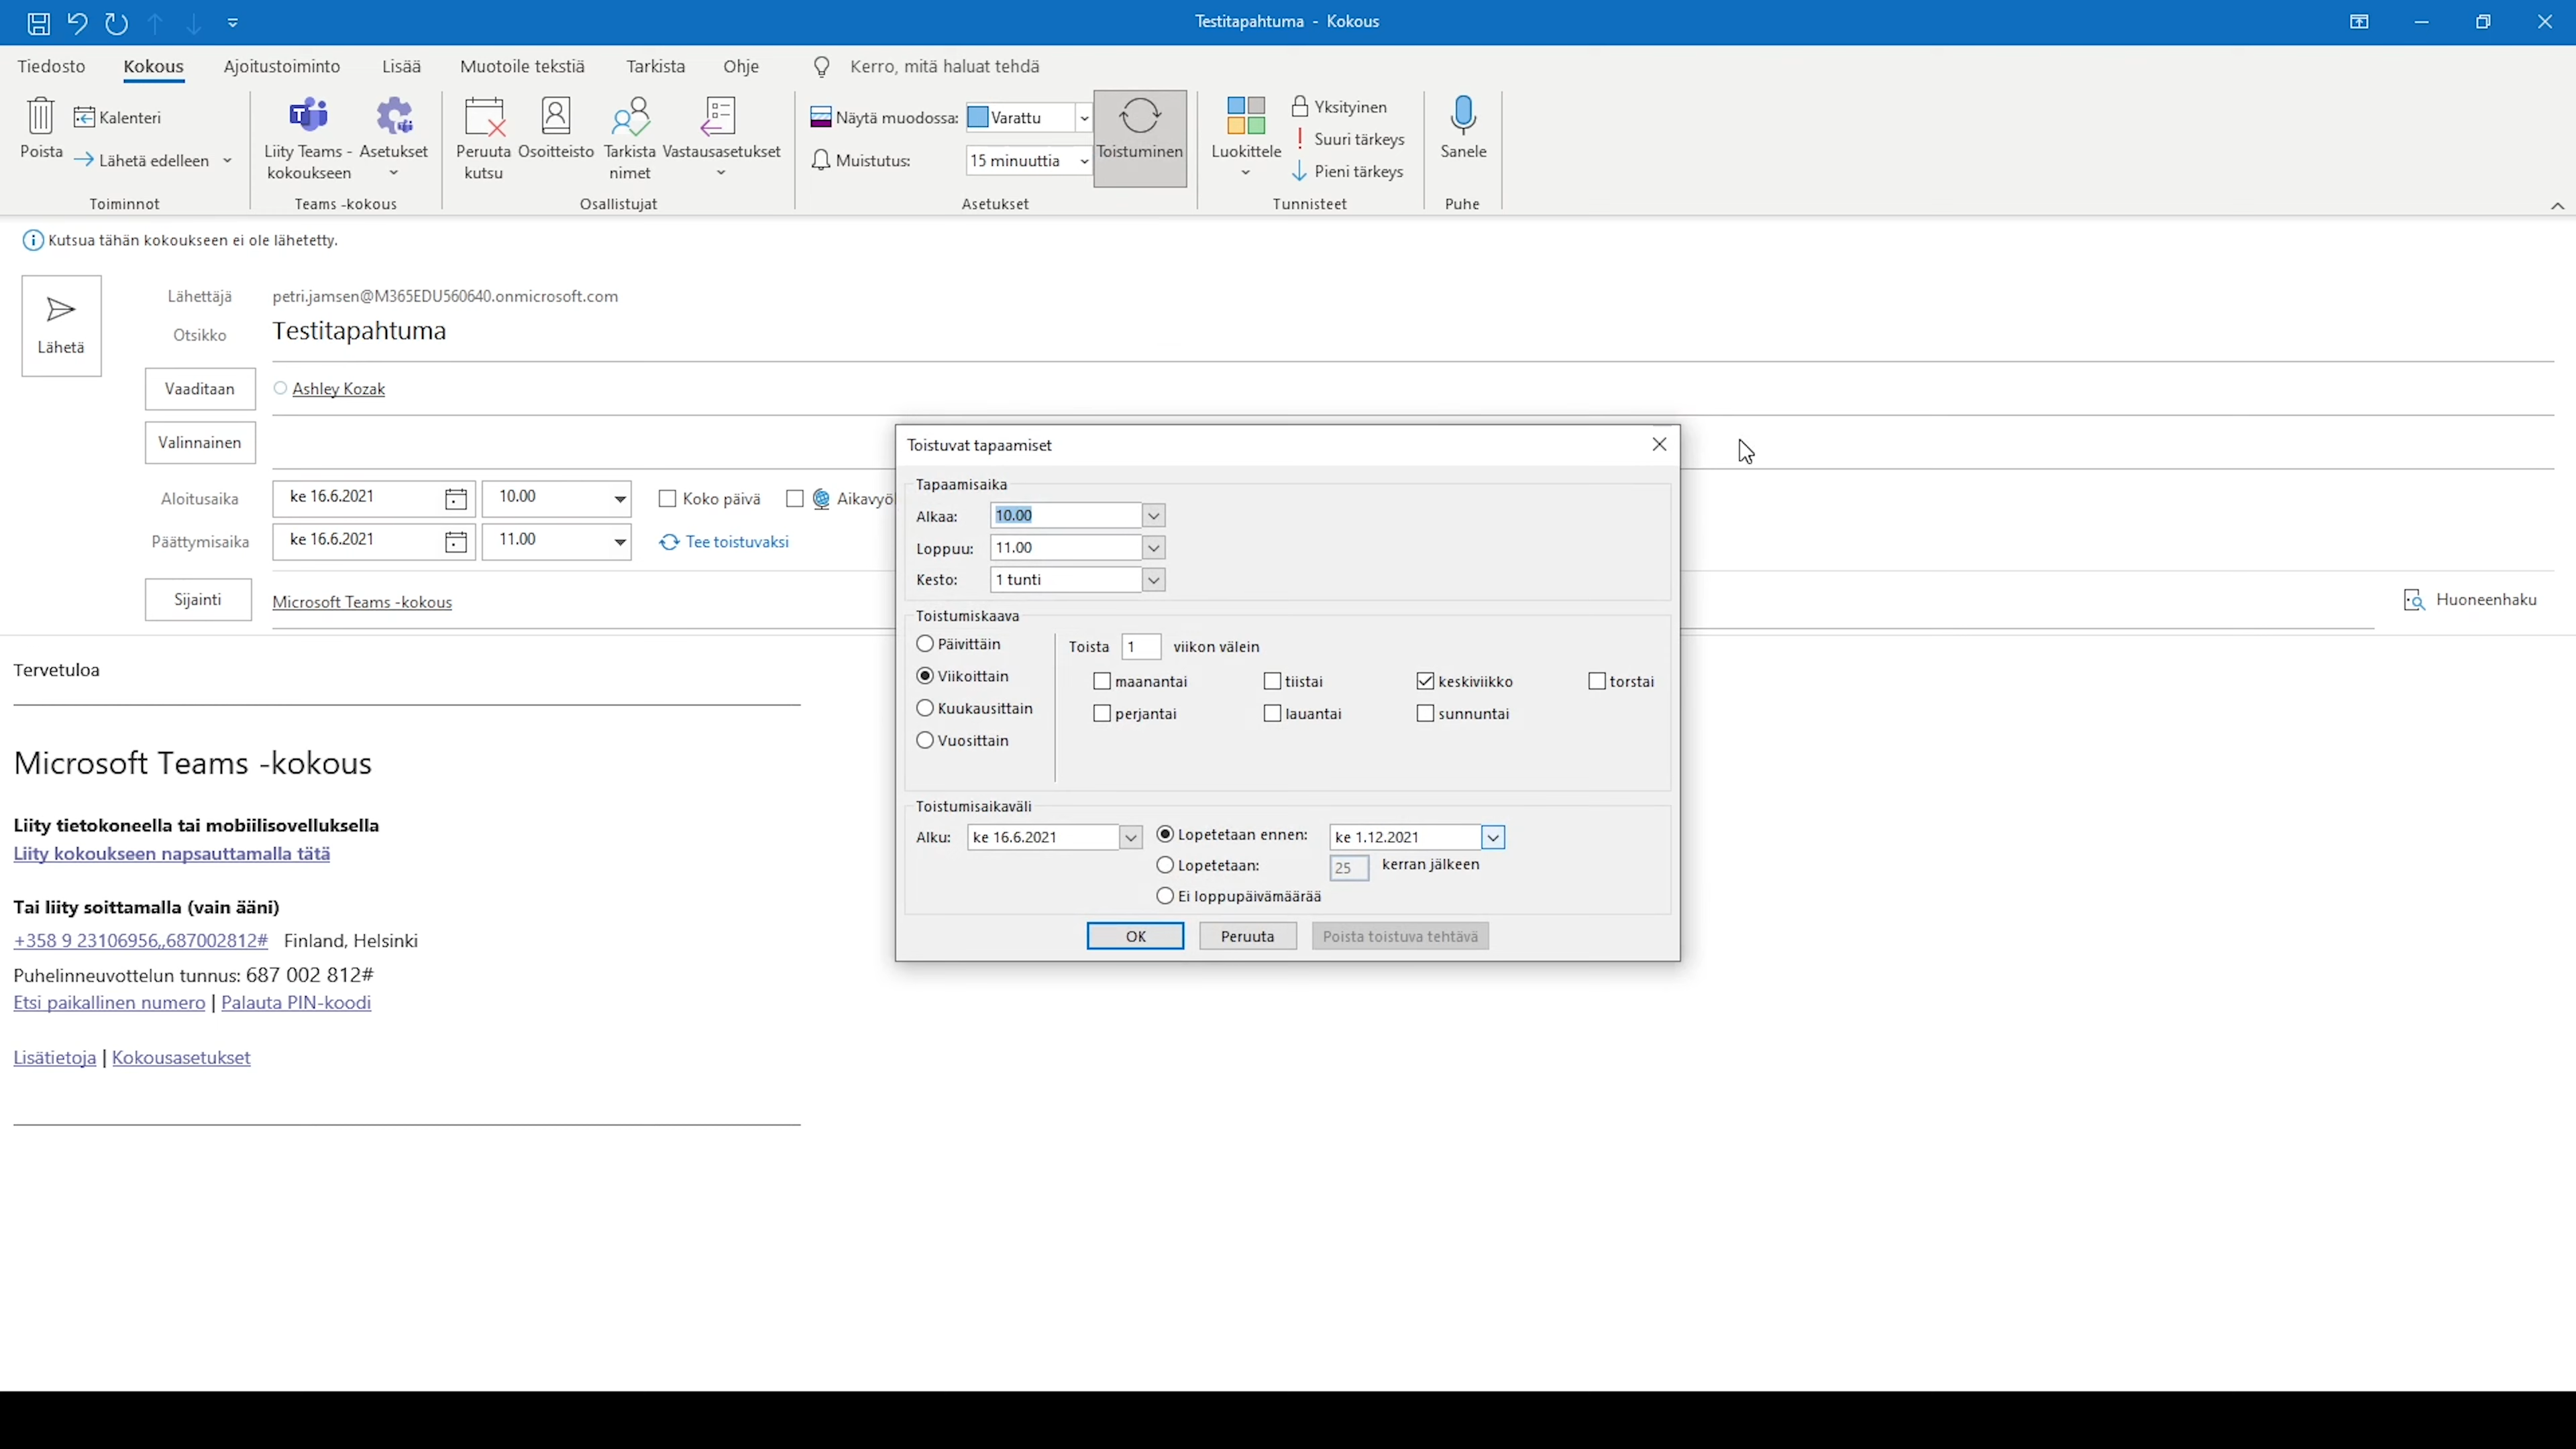 Testitapahtuma - Kokous
Tiedosto Kokous Ajoitustoiminto Lisää Muotoile tekstiä Tarkista Ohje Kerro, mitä haluat tehdä
Poista
Kalenteri
Lähetä edelleen
Toiminnot
Liity Teams -
kokoukseen
Asetukset
Teams -kokous
Peruuta
kutsu
Osoitteisto
Tarkista
nimet
Vastausasetukset
Osallistujat
Näytä muodossa: Varattu
Muistutus: 15 minuuttia
Toistuminen
Asetukset
Luokittele
Yksityinen
Suuri tärkeys
Pieni tärkeys
Tunnisteet
Sanele
Puhe
Kutsua tähän kokoukseen ei ole lähetetty.
Lähetä
Lähettäjä petri.jamsen@M365EDU560640.onmicrosoft.com
Otsikko Testitapahtuma
Vaaditaan Ashley Kozak
Valinnainen
Aloitusaika ke 16.6.2021 10.00 Koko päivä Aikavyö
Päättymisaika ke 16.6.2021 11.00 Tee toistuvaksi
Sijainti Microsoft Teams -kokous Huoneenhaku
Tervetuloa
Microsoft Teams -kokous
Liity tietokoneella tai mobiilisovelluksella
Liity kokoukseen napsauttamalla tätä
Tai liity soittamalla (vain ääni)
+358 9 23106956,,687002812# Finland, Helsinki
Puhelinneuvottelun tunnus: 687 002 812#
Etsi paikallinen numero | Palauta PIN-koodi
Lisätietoja | Kokousasetukset
Toistuvat tapaamiset
Tapaamisaika
Alkaa: 10.00
Loppuu: 11.00
Kesto: 1 tunti
Toistumiskaava
Päivittäin
Viikoittain
Kuukausittain
Vuosittain
Toista 1 viikon välein
maanantai tiistai keskiviikko torstai
perjantai lauantai sunnuntai
Toistumisaikaväli
Alku: ke 16.6.2021 Lopetetaan ennen: ke 1.12.2021
Lopetetaan: 25 kerran jälkeen
Ei loppupäivämäärää
OK Peruuta Poista toistuva tehtävä